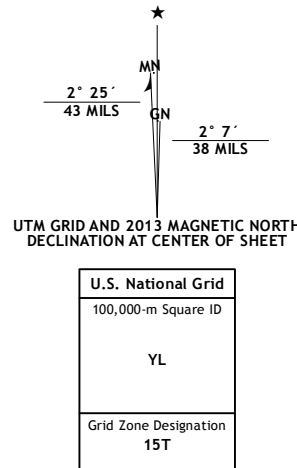 MN
GN
2° 25´
43 MILS
2° 7´
38 MILS
UTM GRID AND 2013 MAGNETIC NORTH
DECLINATION AT CENTER OF SHEET
U.S. National Grid
100,000-m Square ID
YL
Grid Zone Designation
15T